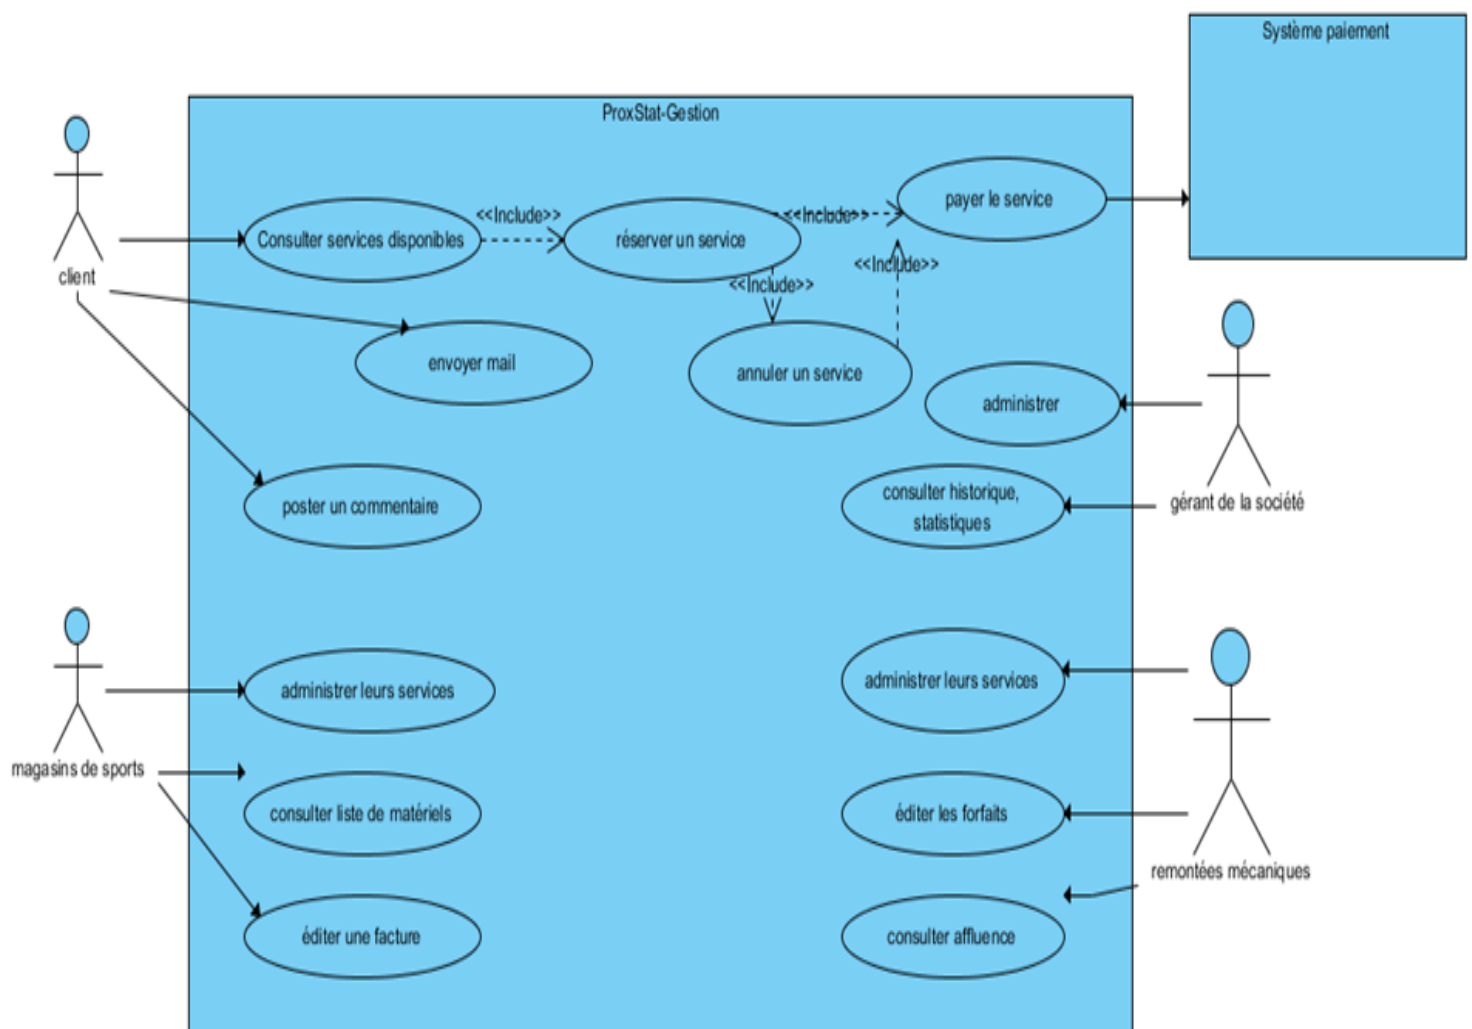 Système paiement
ProxStat-Gestion
payer le service
<<Include>>
<<Include>>
Consulter services disponibles
réserver un service
<<Include>>
client
<<Include>>
envoyer mail
annuler un service
administrer
poster un commentaire
consulter historique,
statistiques
gérant de la société
administrer leurs services
administrer leurs services
magasins de sports
consulter liste de matériels
éditer les forfaits
remontées mécaniques
éditer une facture
consulter affluence